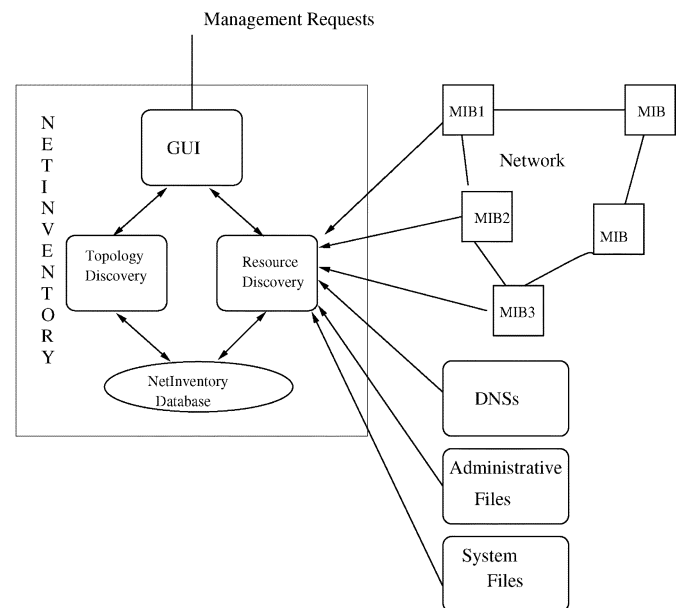 Management Requests
NETINVENTORY
GUI
Topology
Discovery
Resource
Discovery
NetInventory
Database
MIB1
MIB
Network
MIB2
MIB
MIB3
DNSs
Administrative
Files
System
Files